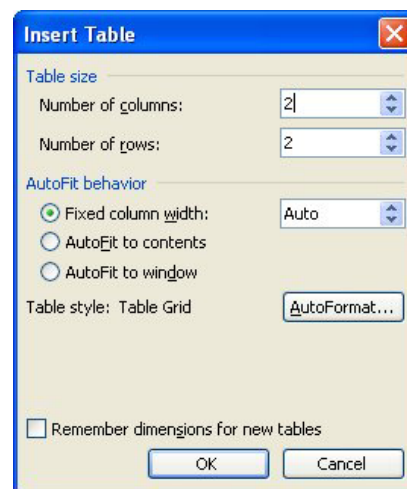 Insert Table
Table size
Number of columns: 2
Number of rows: 2
AutoFit behavior
Fixed column width: Auto
AutoFit to contents
AutoFit to window
Table style: Table Grid AutoFormat...
Remember dimensions for new tables
OK Cancel